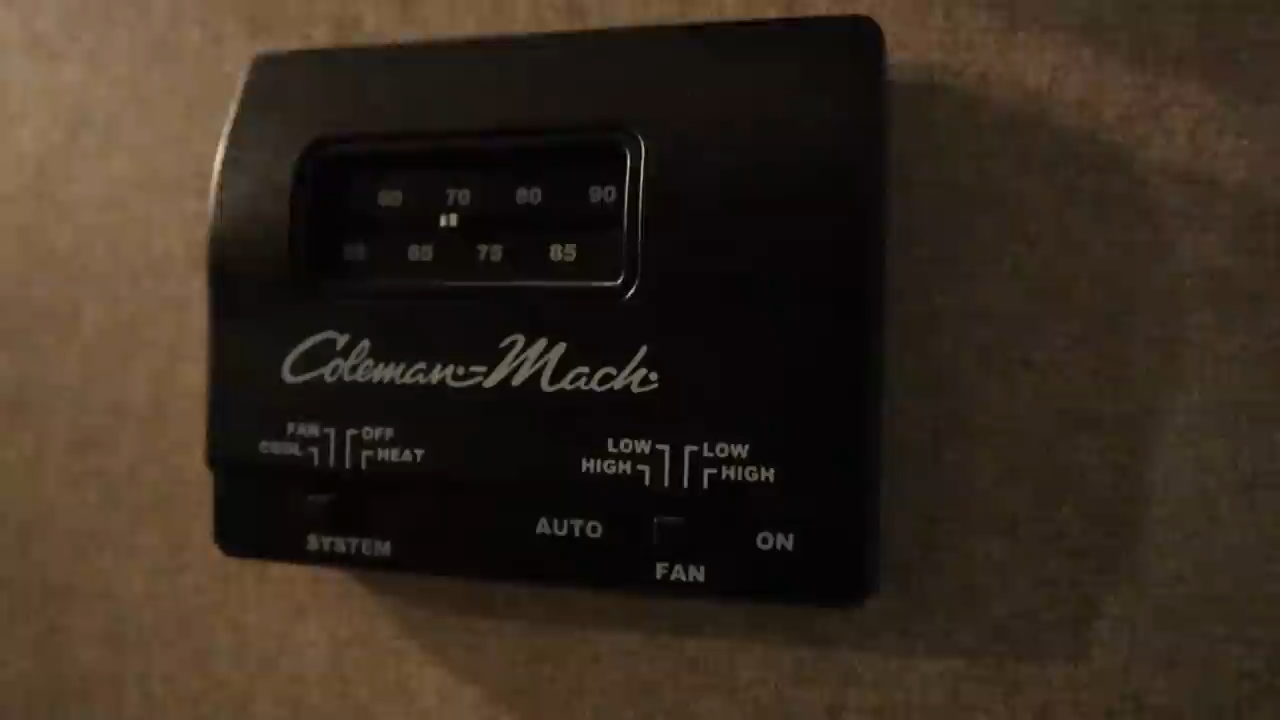 60 70 80 90
65 75 85
Coleman-Mach
FAN OFF
COOL HEAT
LOW LOW
HIGH HIGH
AUTO ON
SYSTEM
FAN